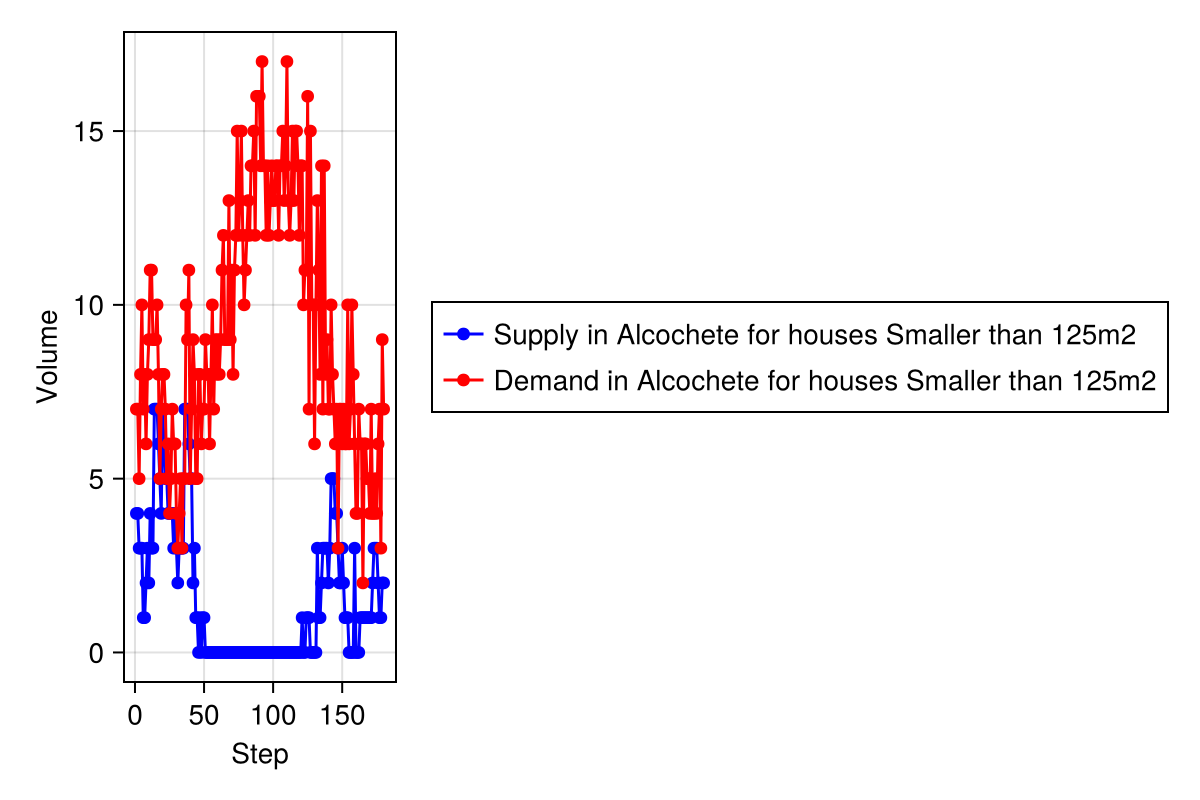 15
10
5
0
Volume
0 50 100 150
Step
Supply in Alcochete for houses Smaller than 125m2
Demand in Alcochete for houses Smaller than 125m2